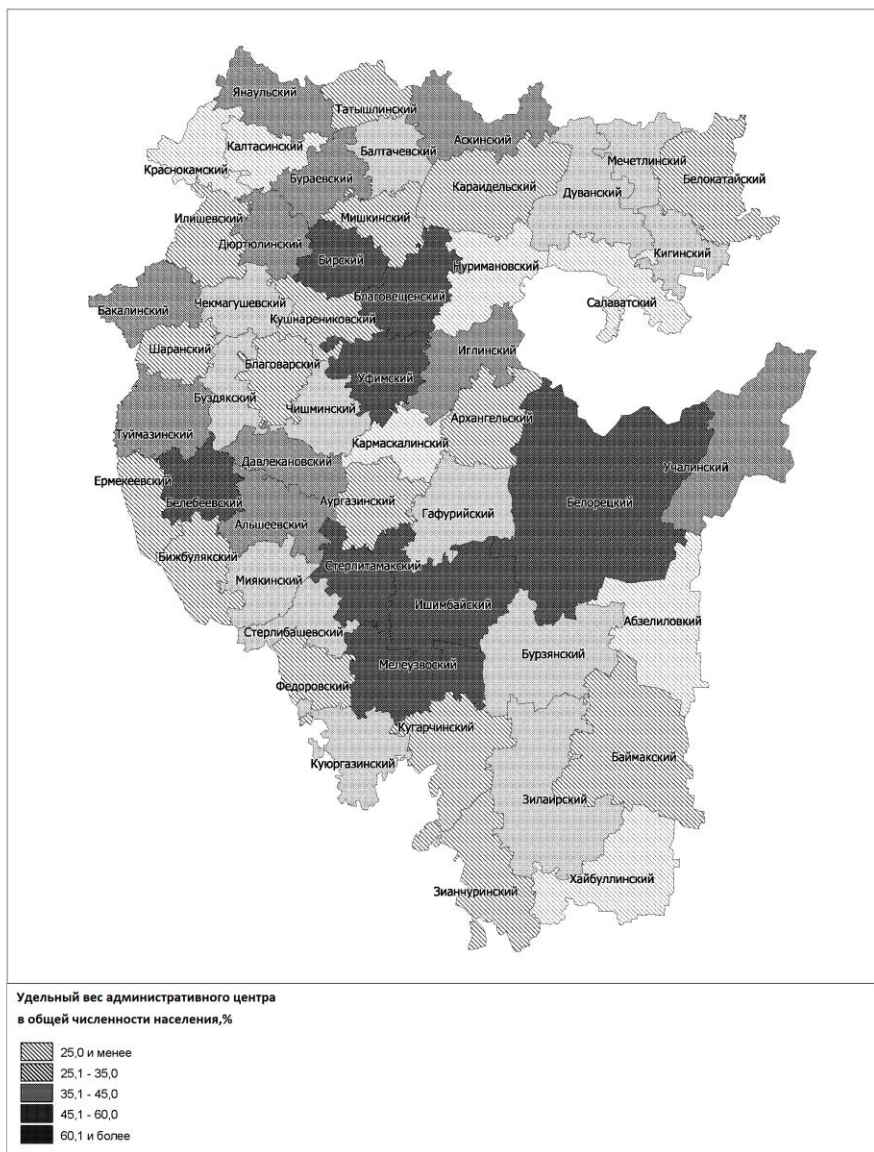 Янаульский
Татышлинский
Аскинский
Калтасинский
Балтачевский
Краснокамский
Мечетлинский
Бураевский
Караидельский
Дуванский
Белокатайский
Илишевский
Мишкинский
Дюртюлинский
Кигинский
Бирский
Нуримановский
Благовещенский
Чекмагушевский
Салаватский
Бакалинский
Кушнарениковский
Шаранский
Благоварский
Иглинский
Уфимский
Буздякский
Чишминский
Архангельский
Туймазинский
Кармаскалинский
Давлекановский
Учалинский
Ермекеевский
Белебеевский
Аургазинский
Белорецкий
Гафурийский
Альшеевский
Бижбулякский
Стерлитамакский
Миякинский
Ишимбайский
Абзелиловкий
Стерлибашевский
Бурзянский
Мелеузвоский
Федоровский
Кугарчинский
Баймакский
Куюргазинский
Зилаирский
Хайбуллинский
Зианчуринский
Удельный вес административного центра
в общей численности населения,%
25,0 и менее
25,1 - 35,0
35,1 - 45,0
45,1 - 60,0
60,1 и более